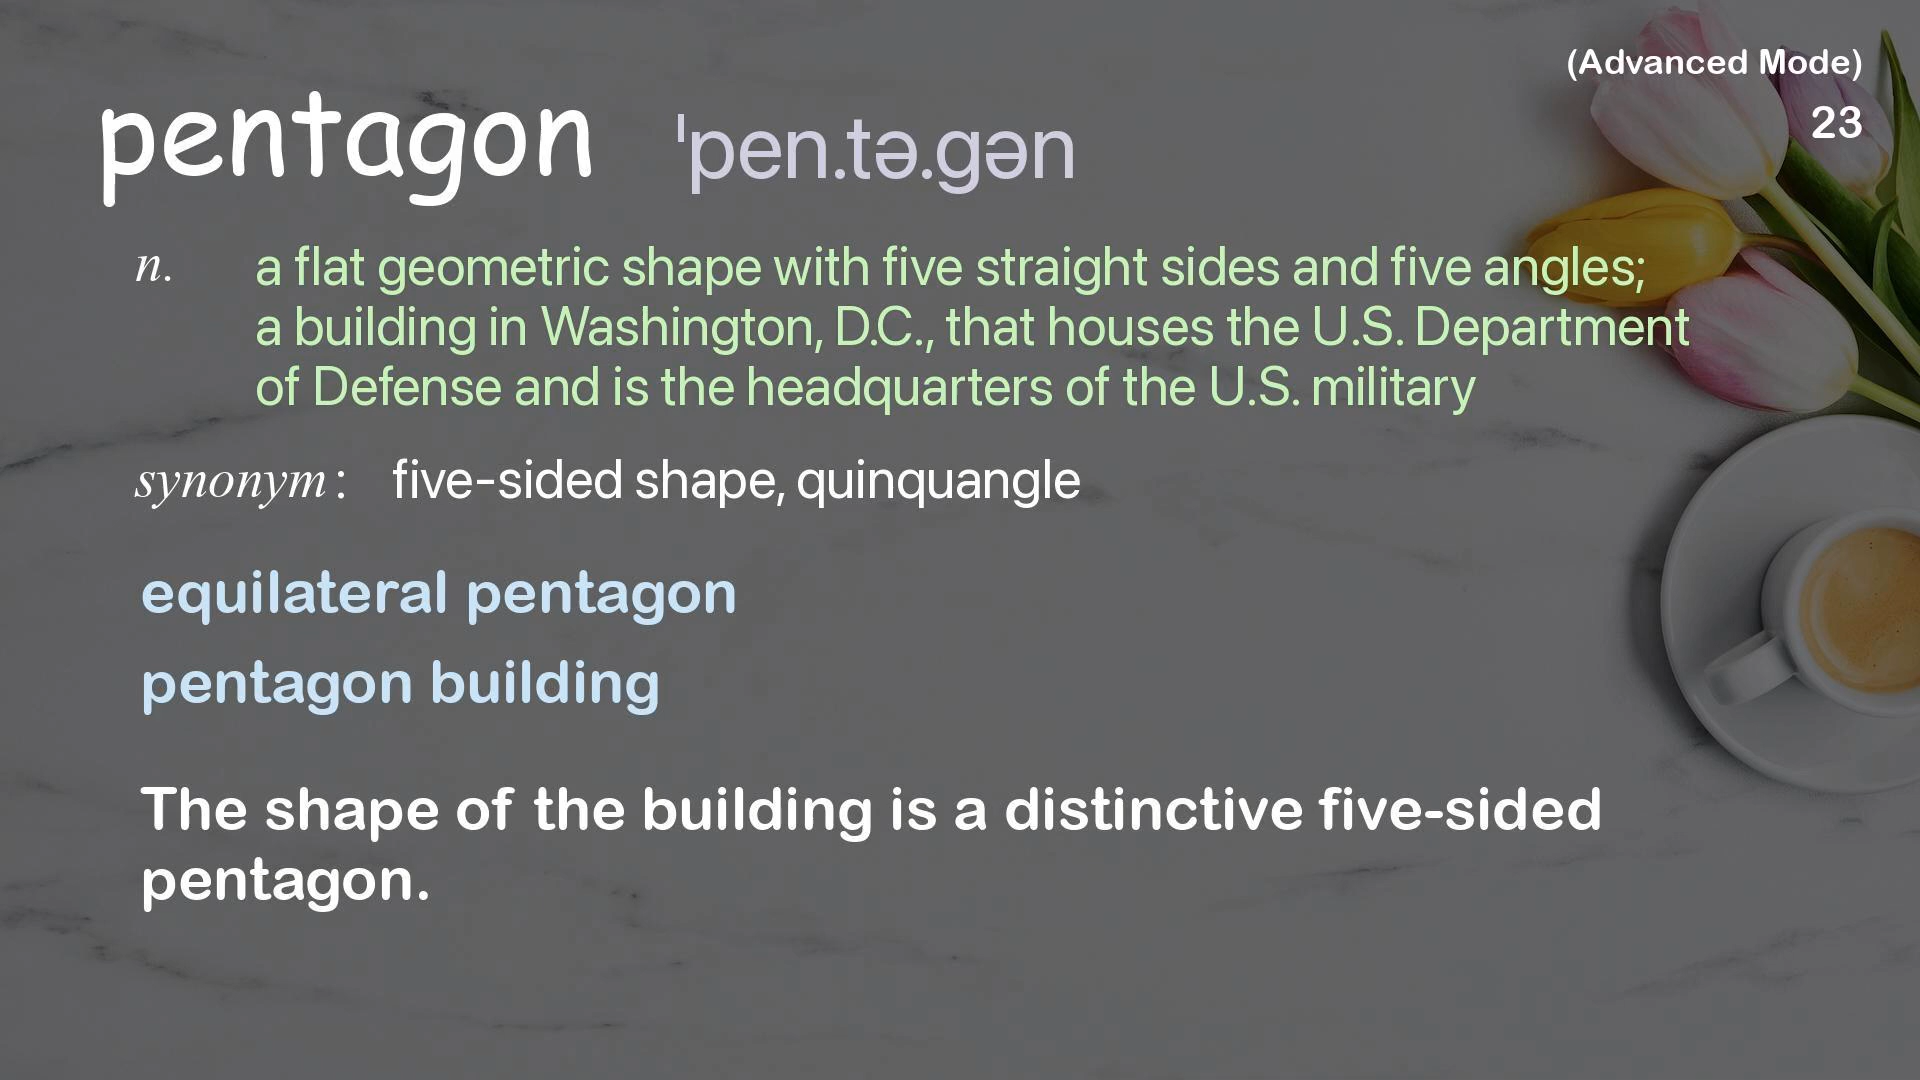 (Advanced Mode)
23
pentagon ˈpen.tə.gən
n. a flat geometric shape with five straight sides and five angles;
a building in Washington, D.C., that houses the U.S. Department
of Defense and is the headquarters of the U.S. military
synonym : five-sided shape, quinquangle
equilateral pentagon
pentagon building
The shape of the building is a distinctive five-sided
pentagon.